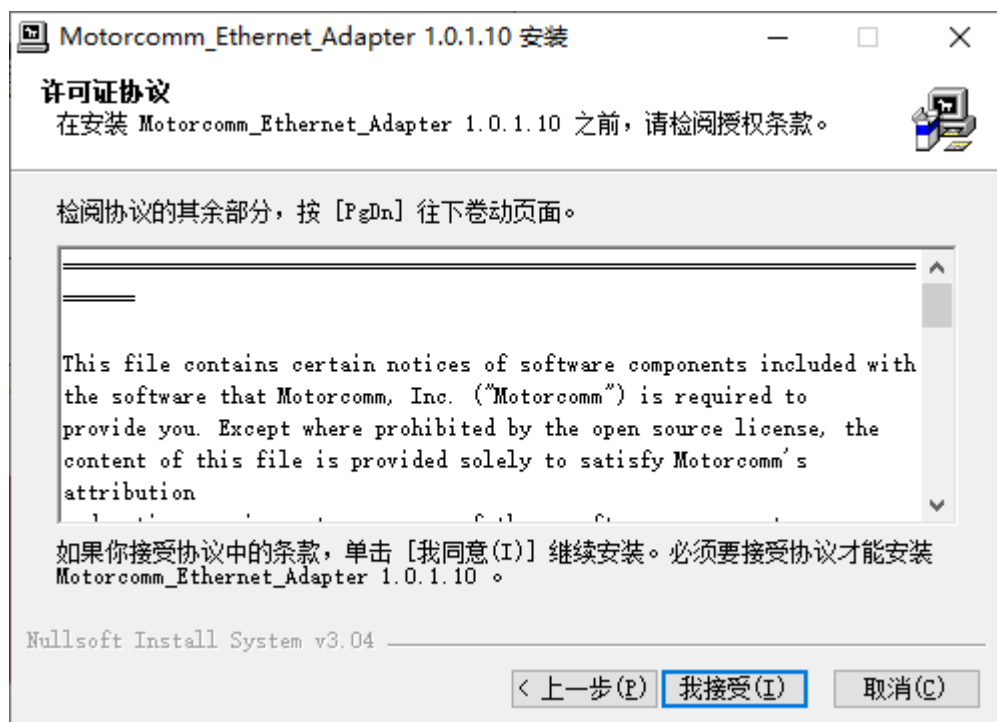 Motorcomm_Ethernet_Adapter 1.0.1.10 安装
许可证协议
在安装 Motorcomm_Ethernet_Adapter 1.0.1.10 之前，请检阅授权条款。
检阅协议的其余部分，按 [PgDn] 往下卷动页面。
================================================================================
This file contains certain notices of software components included with
the software that Motorcomm, Inc. ("Motorcomm") is required to
provide you. Except where prohibited by the open source license, the
content of this file is provided solely to satisfy Motorcomm's
attribution
如果你接受协议中的条款，单击 [我同意(I)] 继续安装。必须要接受协议才能安装
Motorcomm_Ethernet_Adapter 1.0.1.10 。
Nullsoft Install System v3.04
< 上一步(P)
我接受(I)
取消(C)